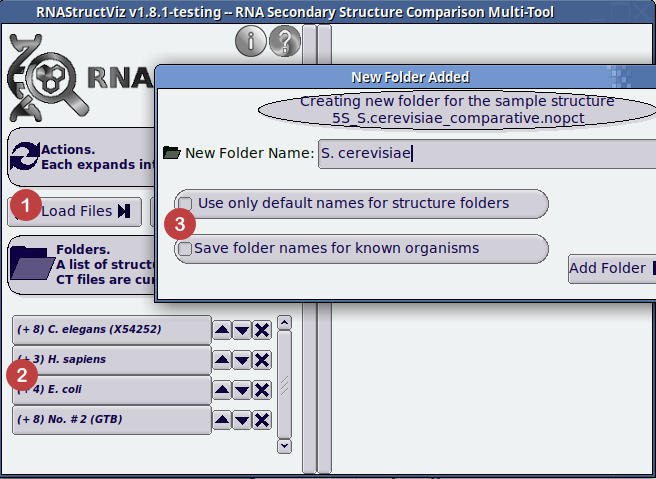 RNAStructViz v1.8.1-testing -- RNA Secondary Structure Comparison Multi-Tool
i ?
RNA
New Folder Added
Creating new folder for the sample structure
5S_S.cerevisiae_comparative.nopct
New Folder Name: S. cerevisiae
Actions.
Each expands int
Use only default names for structure folders
1 Load Files
3
Save folder names for known organisms
Folders.
A list of struct
CT files are cur
Add Folder
(+ 8) C. elegans (X54252)
(+ 3) H. sapiens
2
(+ 4) E. coli
(+ 8) No. #2 (GTB)